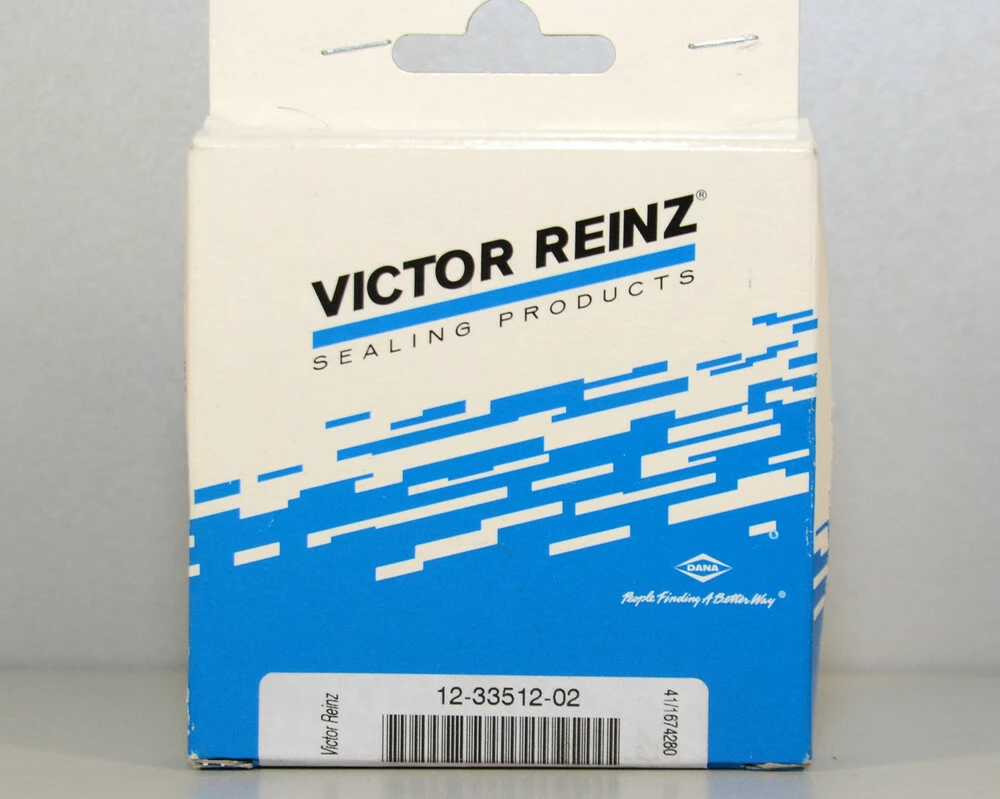 VICTOR REINZ®
SEALING PRODUCTS
DANA
People Finding A Better Way®
12-33512-02
Victor Reinz
41/1674280